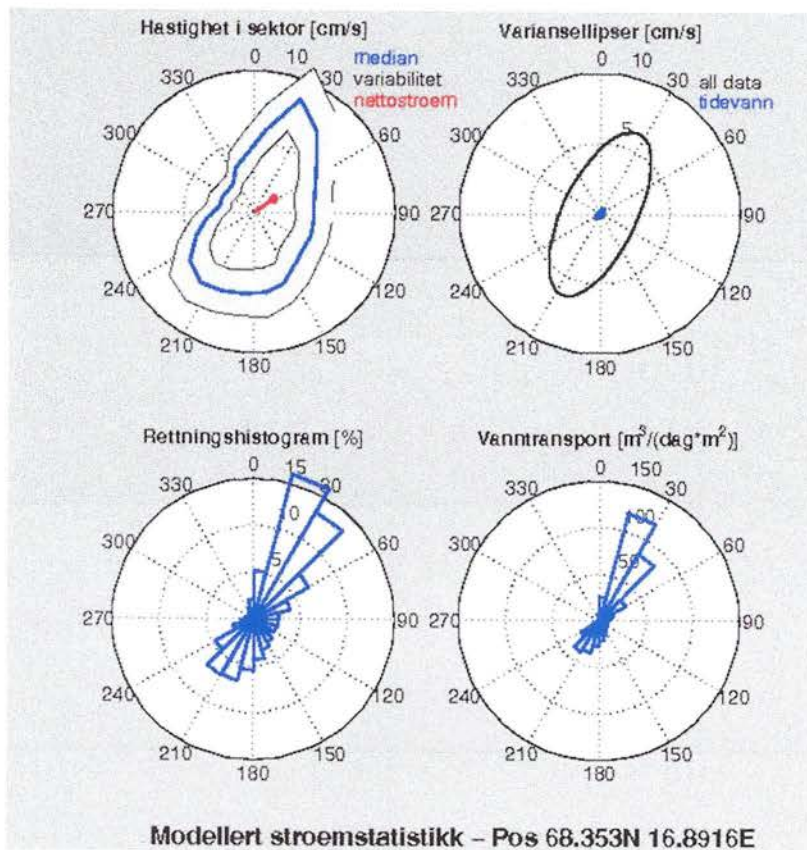 Hastighet i sektor [cm/s]
median
variabilitet
nettostroem
0 10 30 60 90 120 150 180 210 240 270 300 330
Variansellipser [cm/s]
all data
tidevann
0 10 30 60 90 120 150 180 210 240 270 300 330
5
Rettningshistogram [%]
0 15 30 60 90 120 150 180 210 240 270 300 330
5
Vanntransport [m³/(dag*m²)]
0 150 30 60 90 120 150 180 210 240 270 300 330
50
Modellert stroemstatistikk – Pos 68.353N 16.8916E